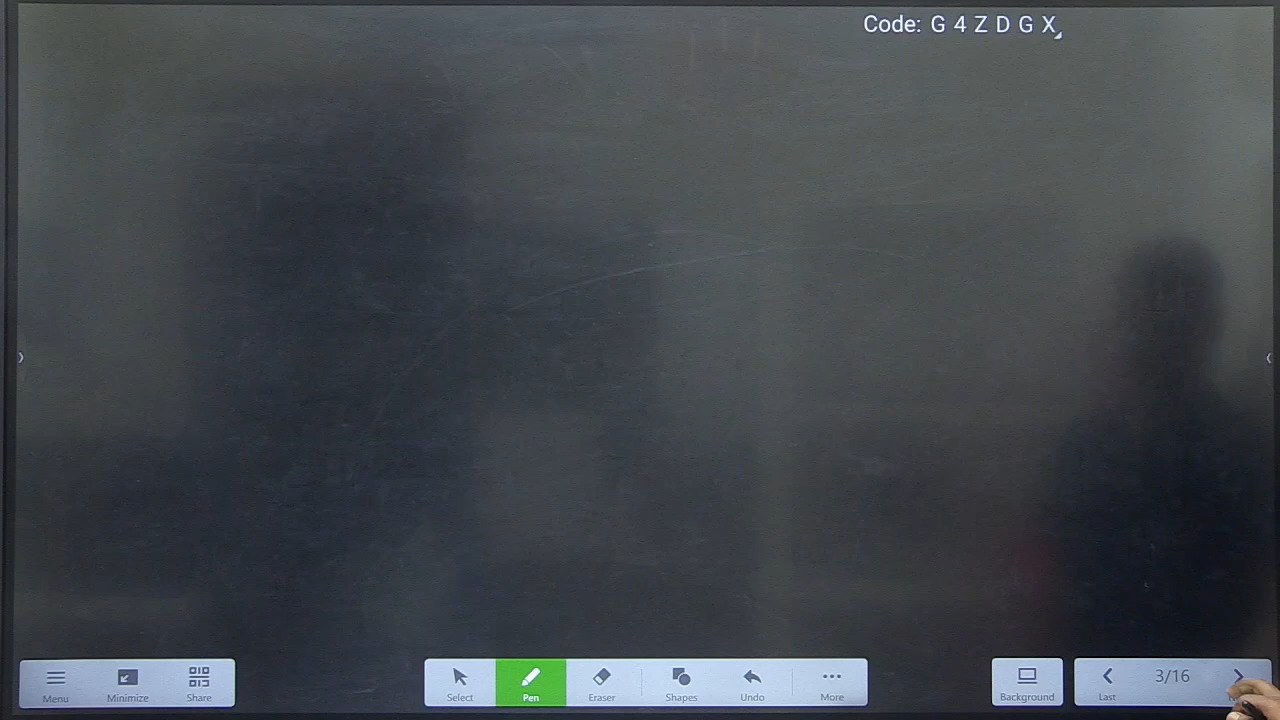 Code: G 4 Z D G X
Menu
Minimize
Share
Select
Pen
Eraser
Shapes
Undo
More
Background
Last
3/16